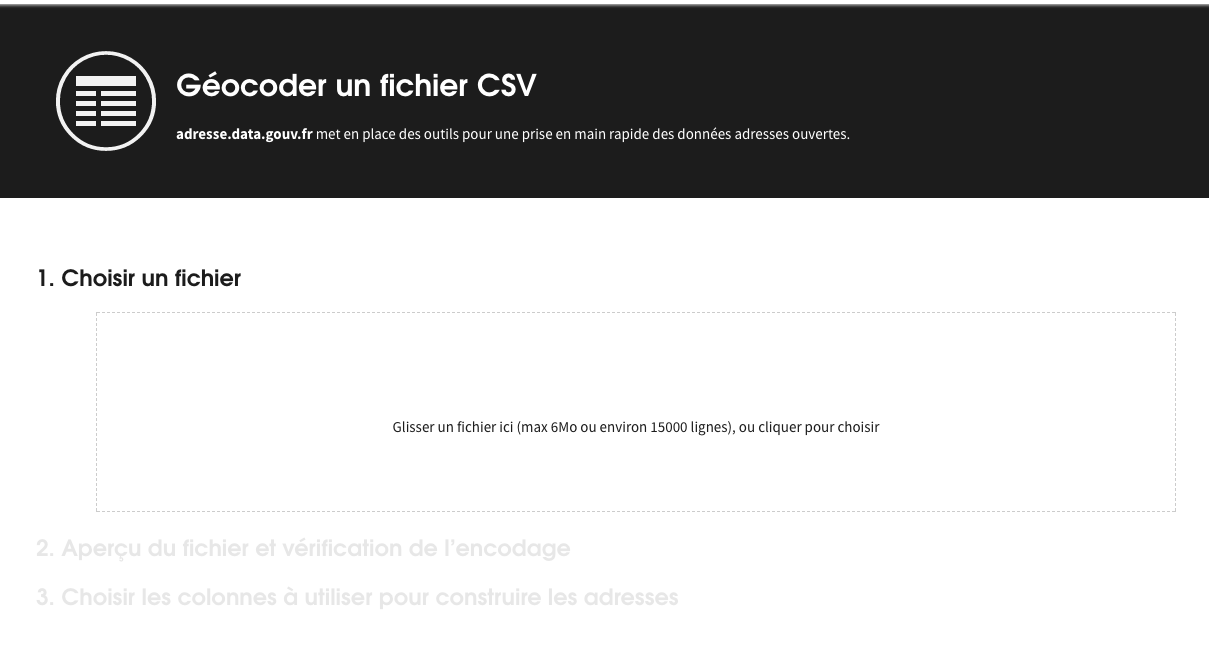 Géocoder un fichier CSV
adresse.data.gouv.fr met en place des outils pour une prise en main rapide des données adresses ouvertes.
1. Choisir un fichier
Glisser un fichier ici (max 6Mo ou environ 15000 lignes), ou cliquer pour choisir
2. Aperçu du fichier et vérification de l’encodage
3. Choisir les colonnes à utiliser pour construire les adresses